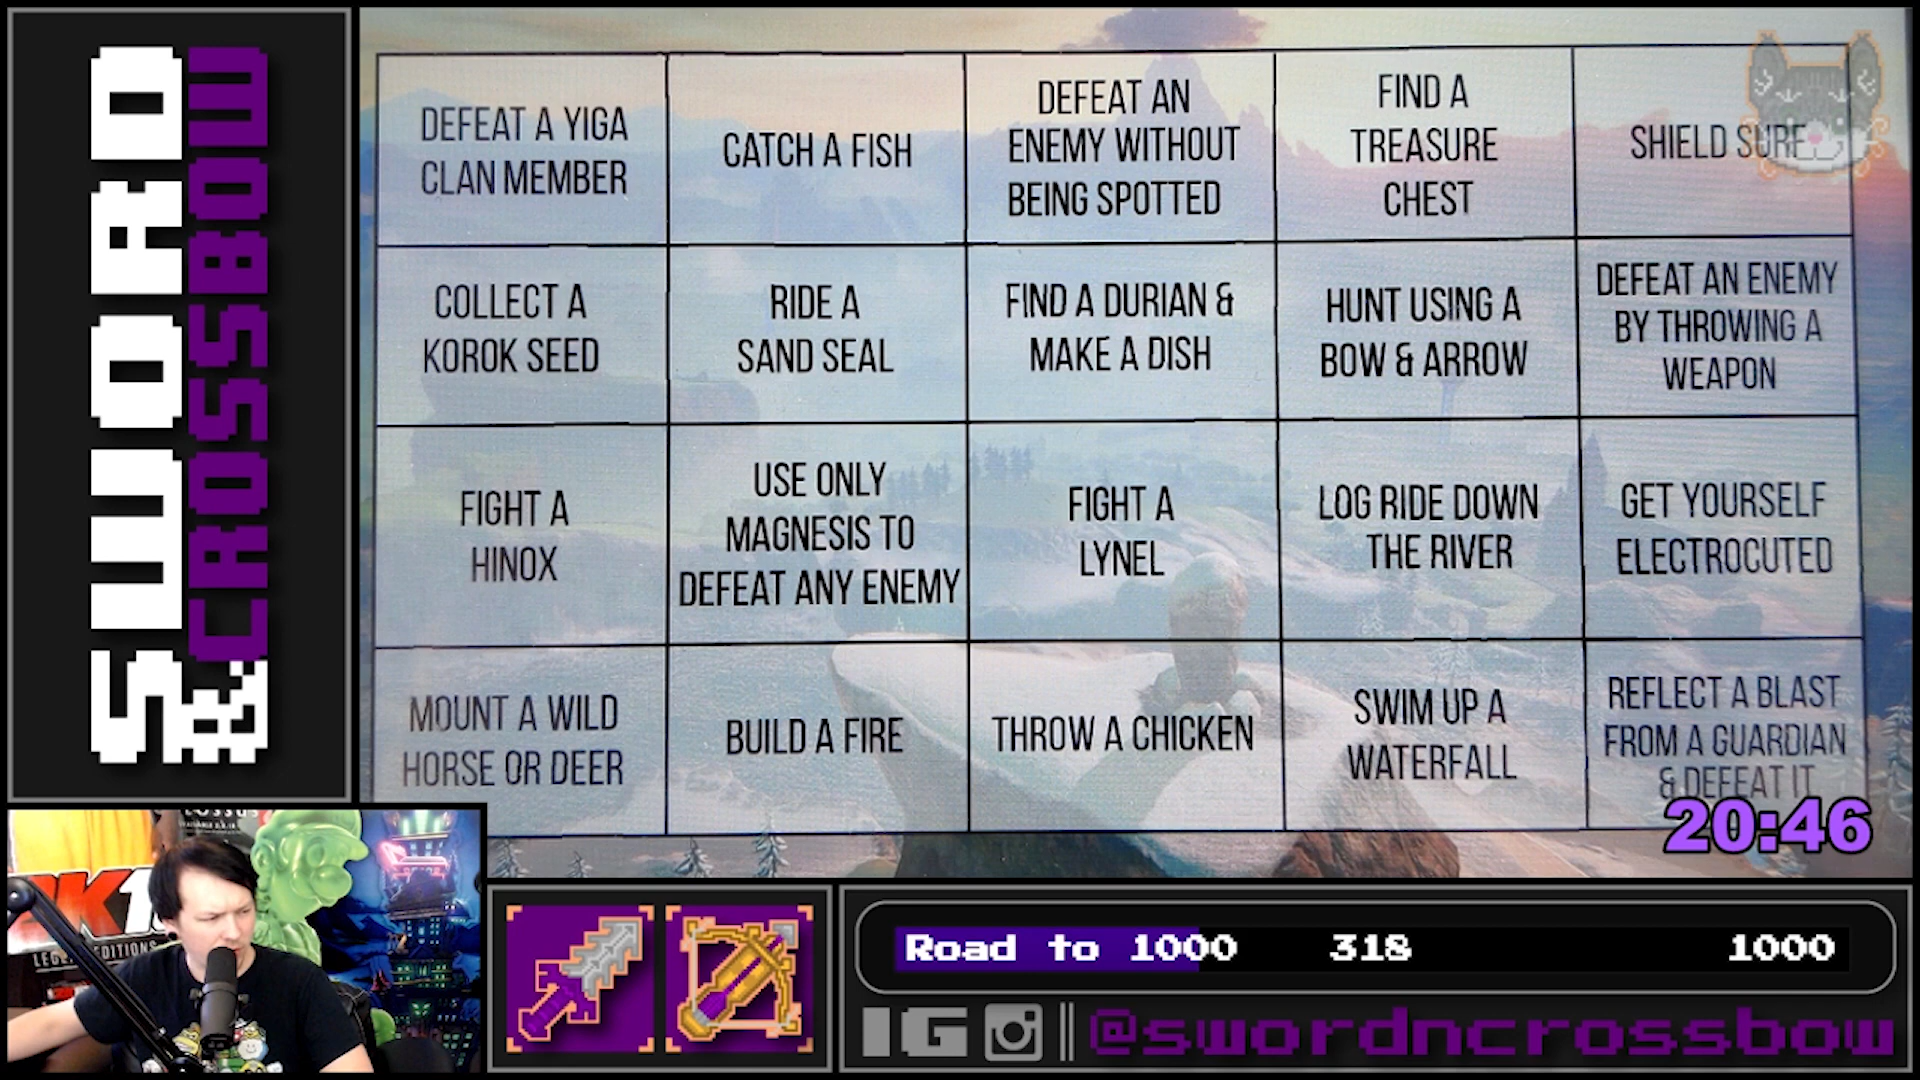 SWORD
& CROSSBOW
DEFEAT A YIGA
CLAN MEMBER
CATCH A FISH
DEFEAT AN
ENEMY WITHOUT
BEING SPOTTED
FIND A
TREASURE
CHEST
SHIELD SURF
COLLECT A
KOROK SEED
RIDE A
SAND SEAL
FIND A DURIAN &
MAKE A DISH
HUNT USING A
BOW & ARROW
DEFEAT AN ENEMY
BY THROWING A
WEAPON
FIGHT A
HINOX
USE ONLY
MAGNESIS TO
DEFEAT ANY ENEMY
FIGHT A
LYNEL
LOG RIDE DOWN
THE RIVER
GET YOURSELF
ELECTROCUTED
MOUNT A WILD
HORSE OR DEER
BUILD A FIRE
THROW A CHICKEN
SWIM UP A
WATERFALL
REFLECT A BLAST
FROM A GUARDIAN
& DEFEAT IT
20:46
Road to 1000 318 1000
IG || @swordncrossbow